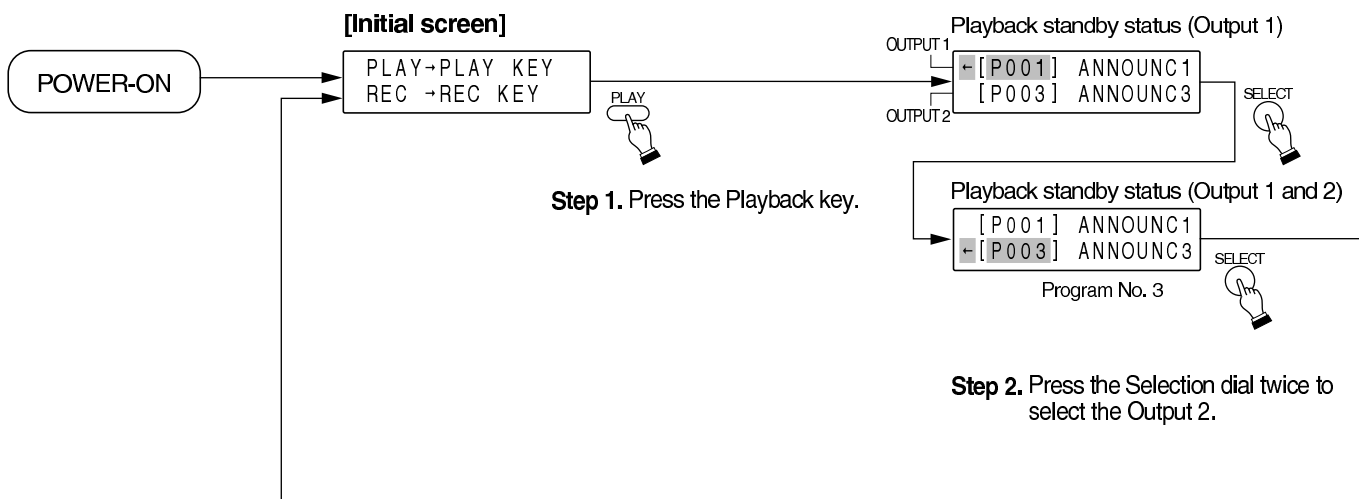 [Initial screen]
POWER-ON
PLAY→PLAY KEY
REC →REC KEY
PLAY
Step 1. Press the Playback key.
Playback standby status (Output 1)
OUTPUT 1
←[P001] ANNOUNC1
[P003] ANNOUNC3
OUTPUT 2
SELECT
Playback standby status (Output 1 and 2)
[P001] ANNOUNC1
←[P003] ANNOUNC3
SELECT
Program No. 3
Step 2. Press the Selection dial twice to
select the Output 2.